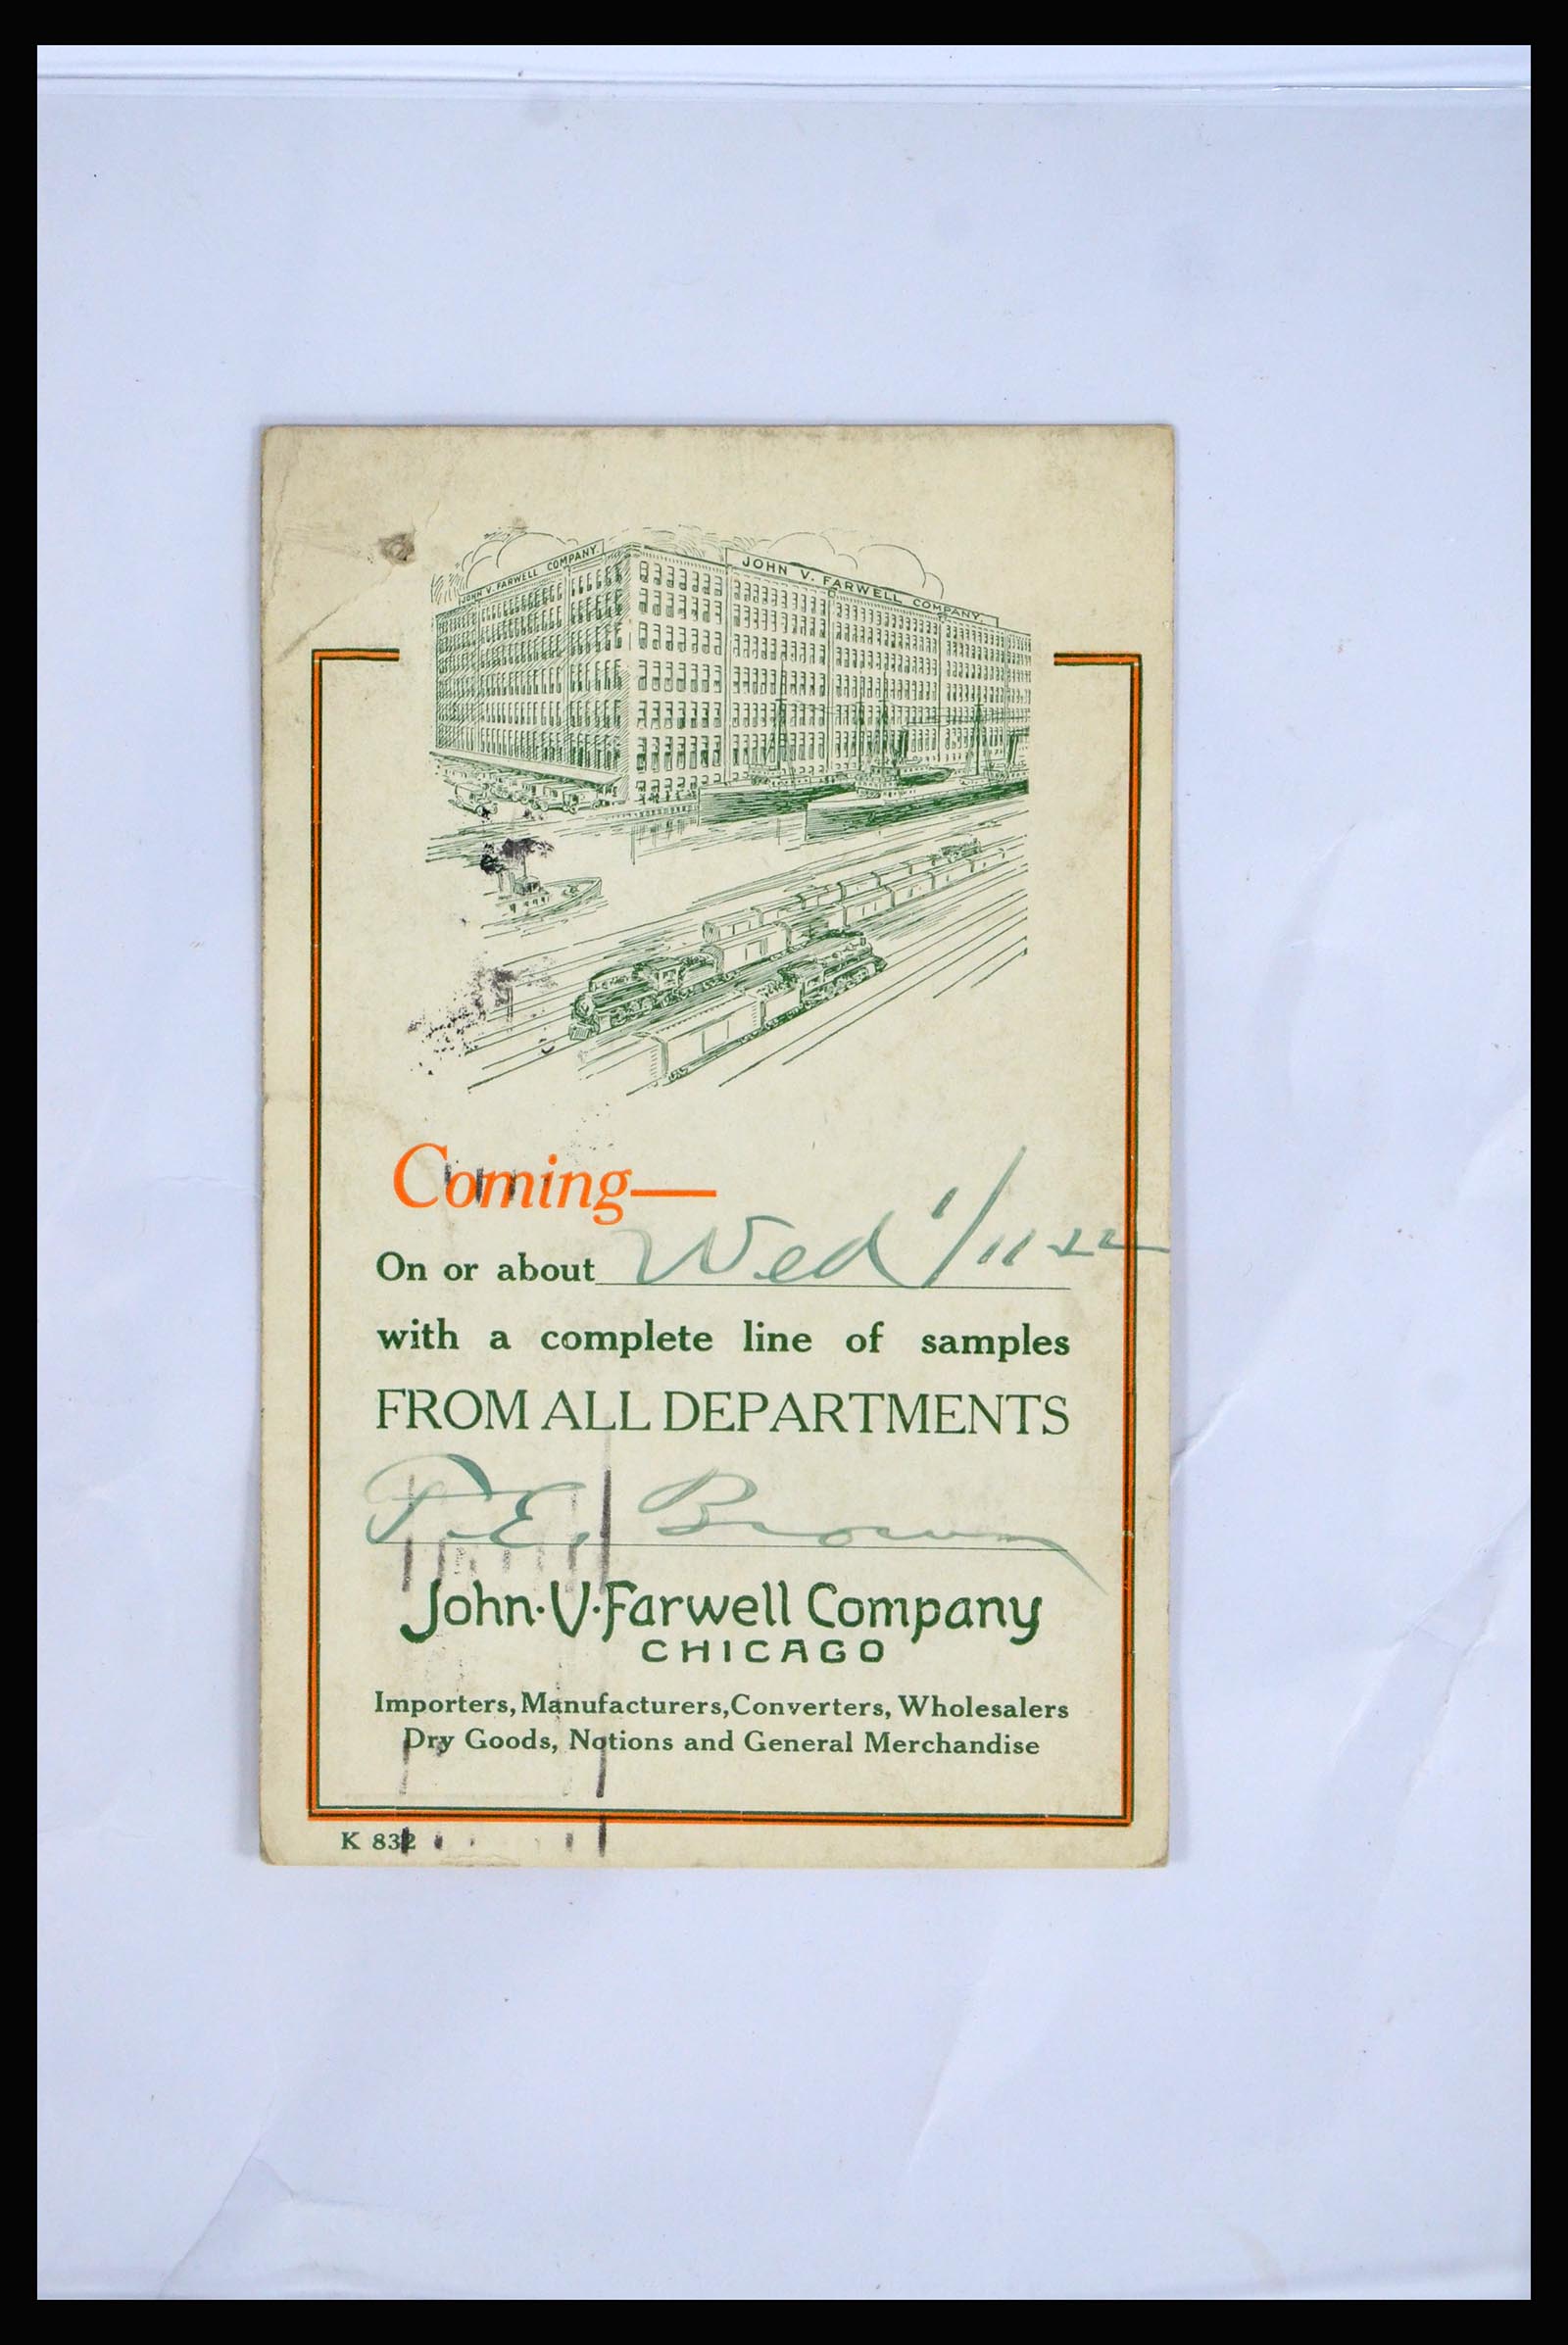 JOHN V. FARWELL COMPANY.
JOHN V. FARWELL COMPANY.
Coming—
On or about Wed 1/11 22
with a complete line of samples
FROM ALL DEPARTMENTS
P. E. Brown
John·V·Farwell Company
CHICAGO
Importers, Manufacturers, Converters, Wholesalers
Dry Goods, Notions and General Merchandise
K 832